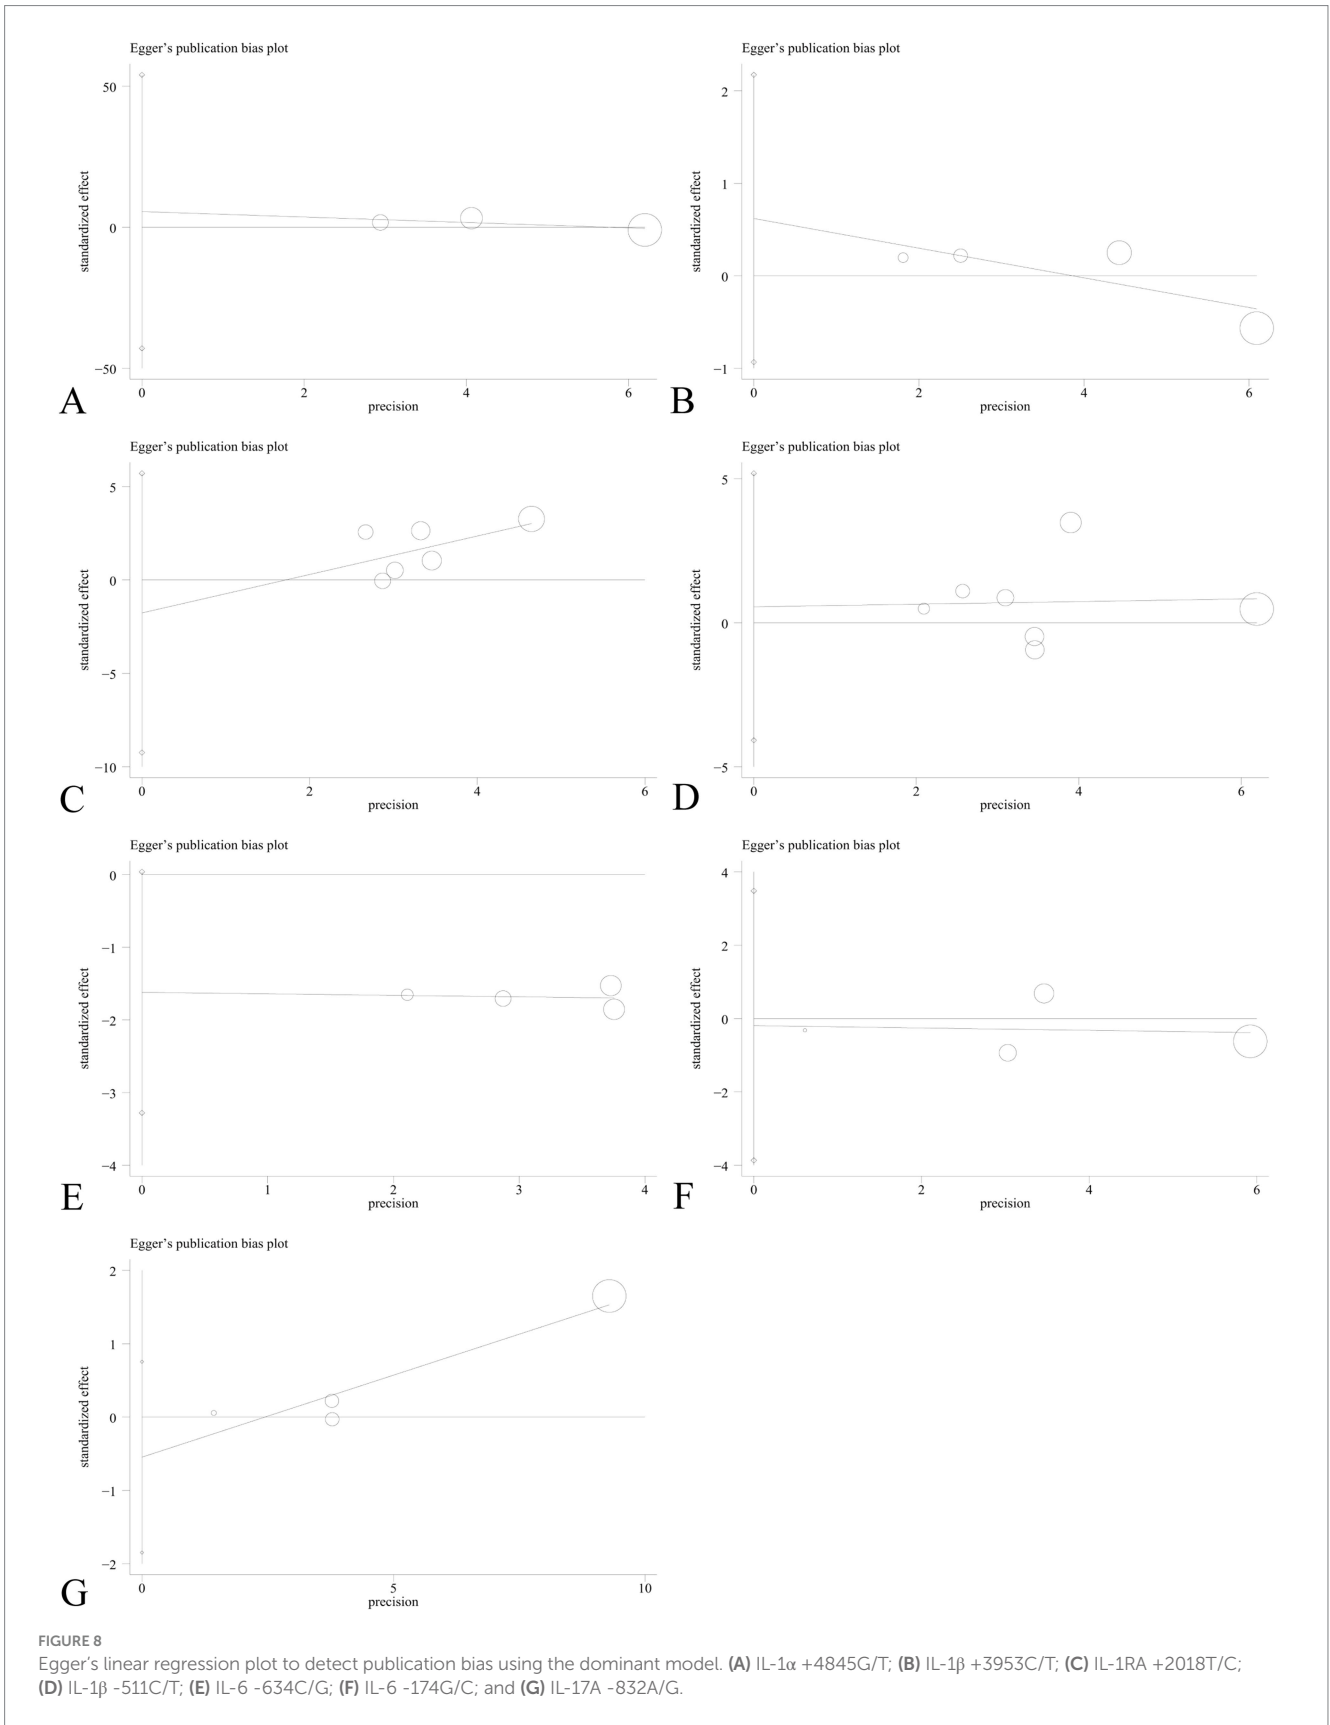 Egger's publication bias plot
50
0
−50
standardized effect
0
2
4
6
precision
A
Egger's publication bias plot
2
1
0
−1
standardized effect
0
2
4
6
precision
B
Egger's publication bias plot
5
0
−5
−10
standardized effect
0
2
4
6
precision
C
Egger's publication bias plot
5
0
−5
standardized effect
0
2
4
6
precision
D
Egger's publication bias plot
0
−1
−2
−3
−4
standardized effect
0
1
2
3
4
precision
E
Egger's publication bias plot
4
2
0
−2
−4
standardized effect
0
2
4
6
precision
F
Egger's publication bias plot
2
1
0
−1
−2
standardized effect
0
5
10
precision
G
FIGURE 8
Egger's linear regression plot to detect publication bias using the dominant model. (A) IL-1α +4845G/T; (B) IL-1β +3953C/T; (C) IL-1RA +2018T/C;
(D) IL-1β -511C/T; (E) IL-6 -634C/G; (F) IL-6 -174G/C; and (G) IL-17A -832A/G.